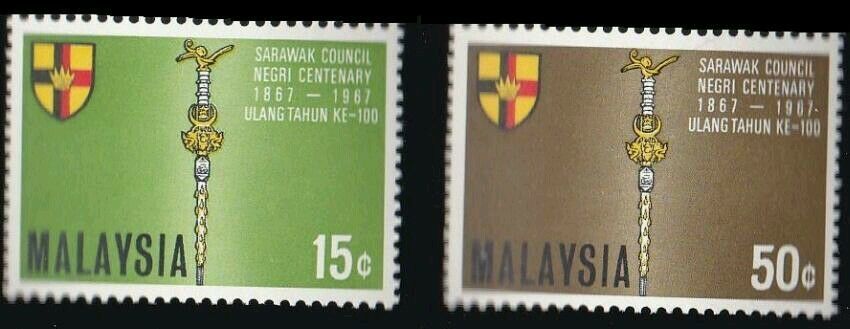 SARAWAK COUNCIL
NEGRI CENTENARY
1867 — 1967
ULANG TAHUN KE-100
MALAYSIA
15¢
SARAWAK COUNCIL
NEGRI CENTENARY
1867 — 1967
ULANG TAHUN KE-100
MALAYSIA
50¢